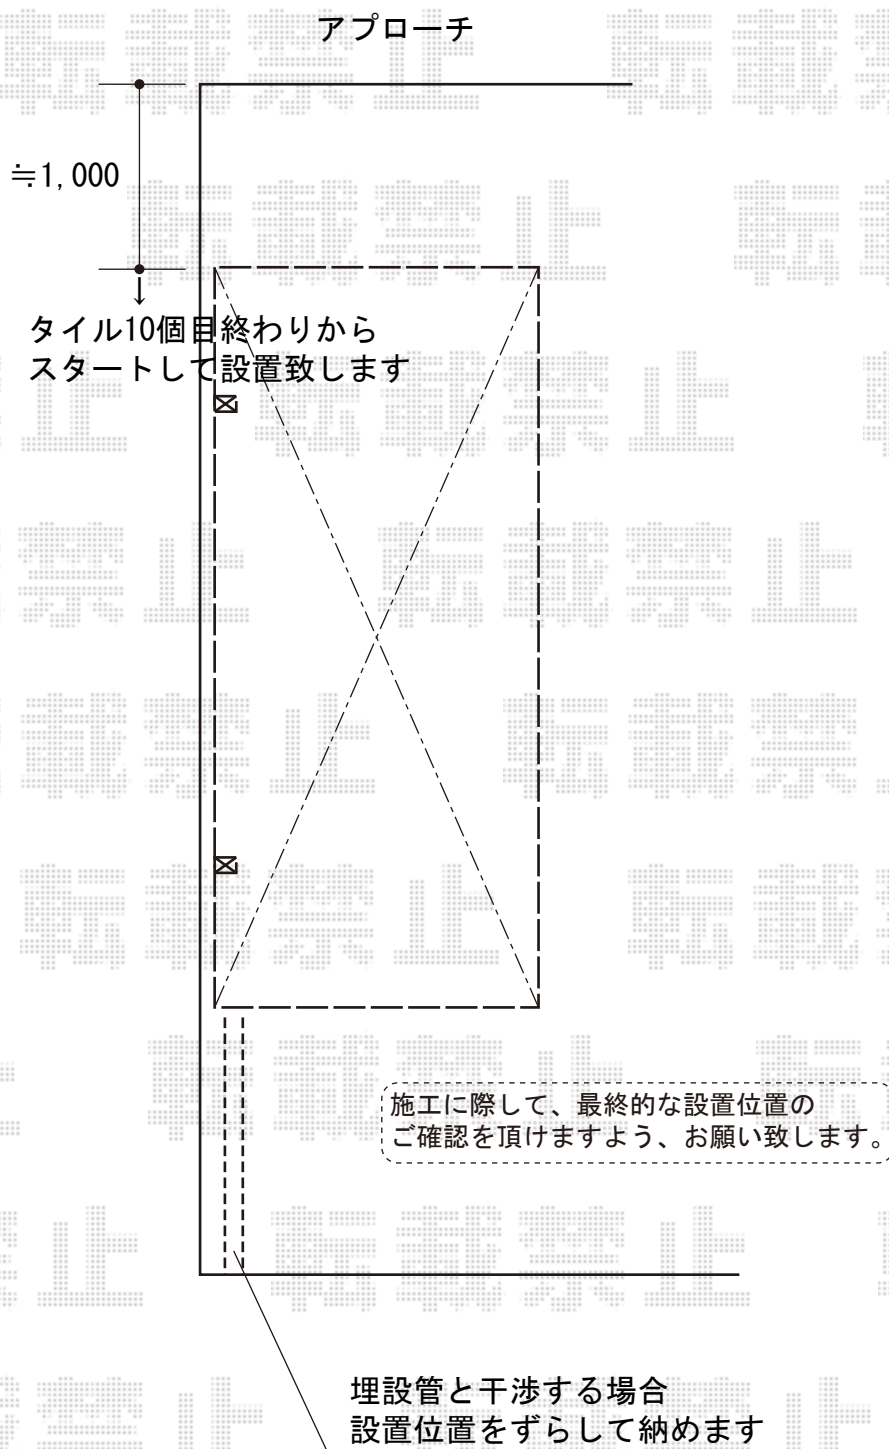 アプローチ
≒1,000
タイル10個目終わりから
スタートして設置致します
施工に際して、最終的な設置位置の
ご確認を頂けますよう、お願い致します。
埋設管と干渉する場合
設置位置をずらして納めます
転載禁止